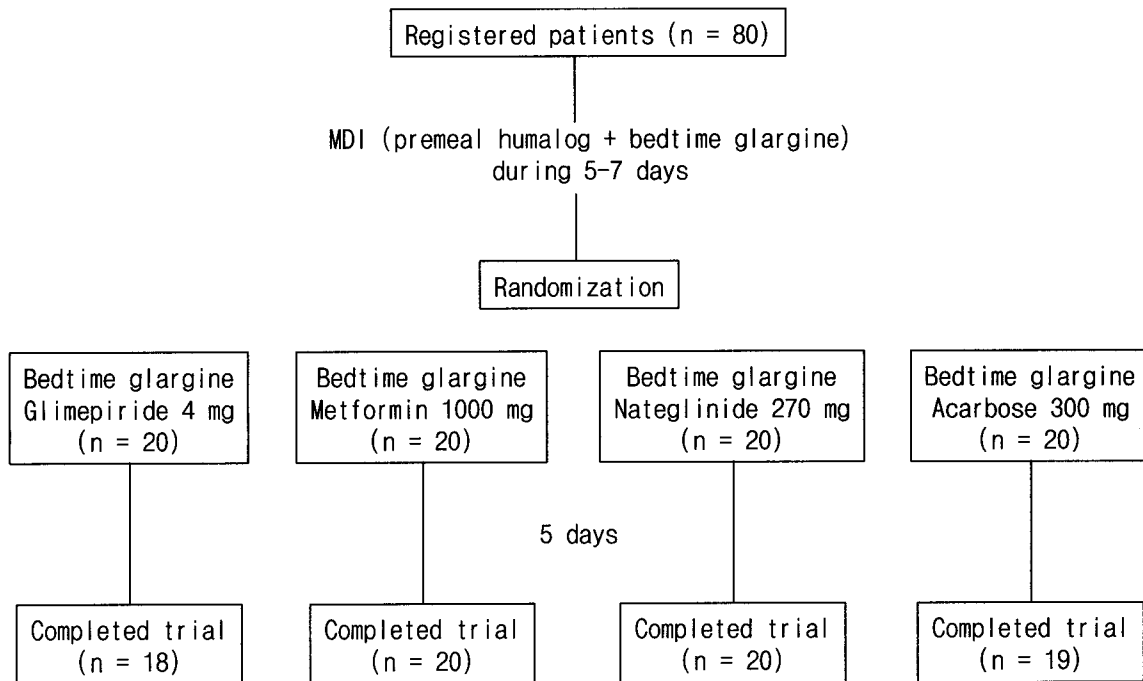 Registered patients (n = 80)
MDI (premeal humalog + bedtime glargine)
during 5-7 days
Randomization
Bedtime glargine
Glimepiride 4 mg
(n = 20)
Bedtime glargine
Metformin 1000 mg
(n = 20)
Bedtime glargine
Nateglinide 270 mg
(n = 20)
Bedtime glargine
Acarbose 300 mg
(n = 20)
5 days
Completed trial
(n = 18)
Completed trial
(n = 20)
Completed trial
(n = 20)
Completed trial
(n = 19)